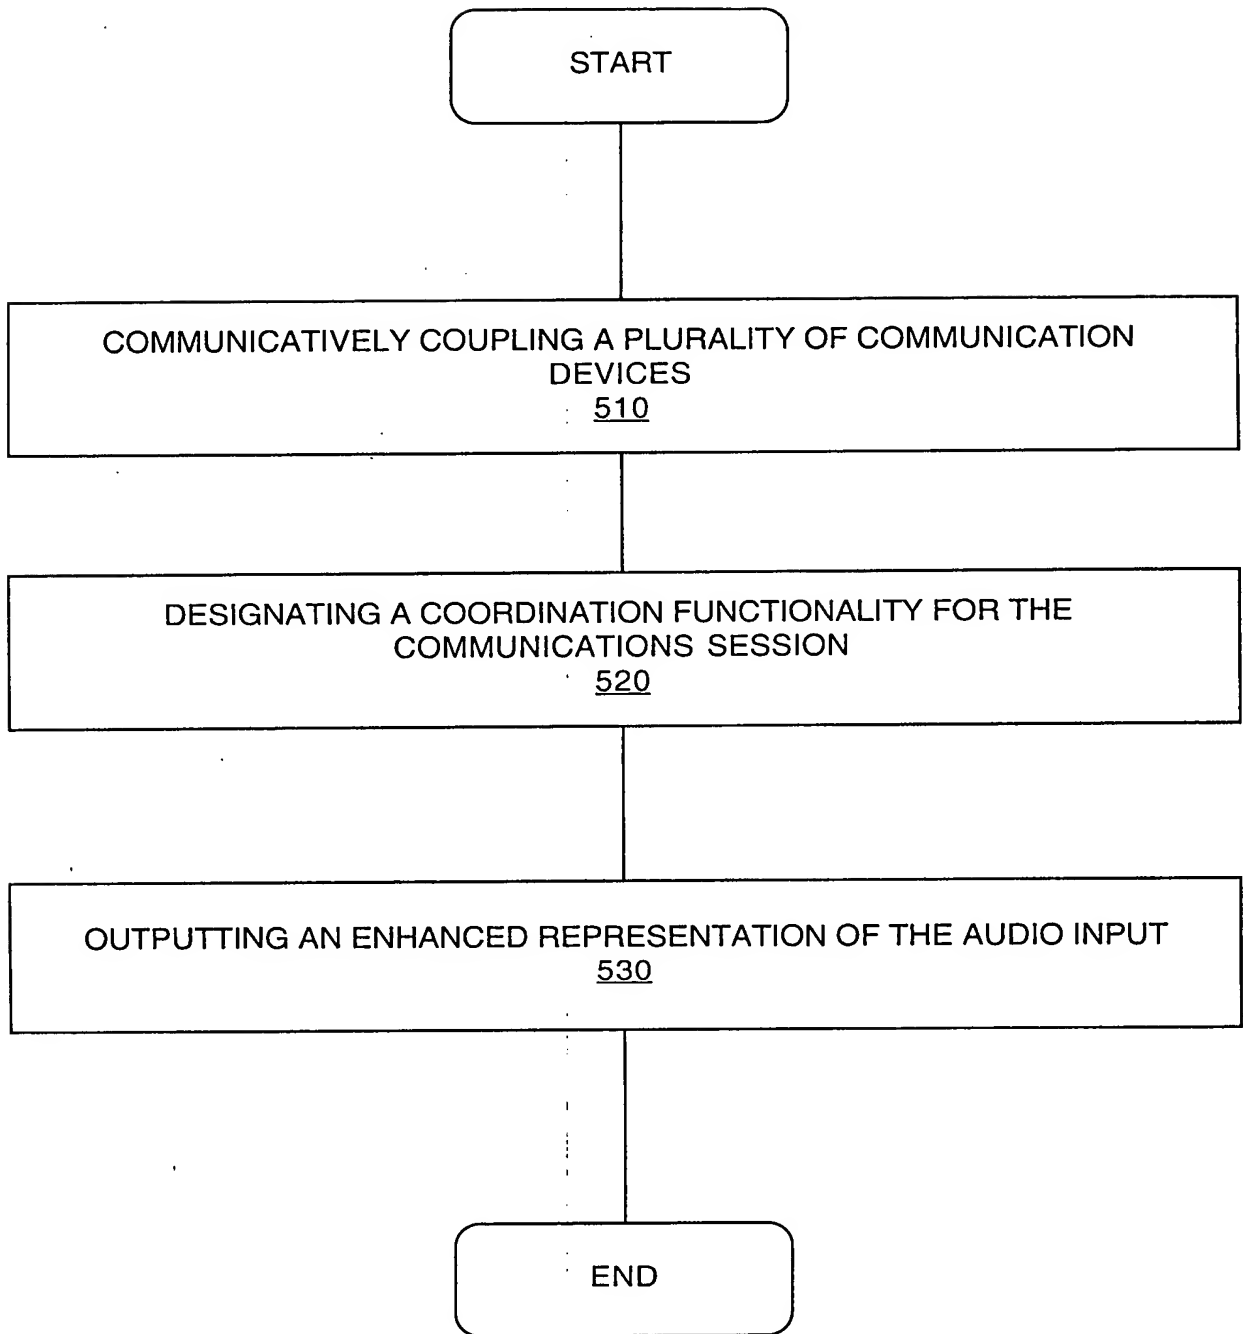 START
COMMUNICATIVELY COUPLING A PLURALITY OF COMMUNICATION
DEVICES
510
DESIGNATING A COORDINATION FUNCTIONALITY FOR THE
COMMUNICATIONS SESSION
520
OUTPUTTING AN ENHANCED REPRESENTATION OF THE AUDIO INPUT
530
END